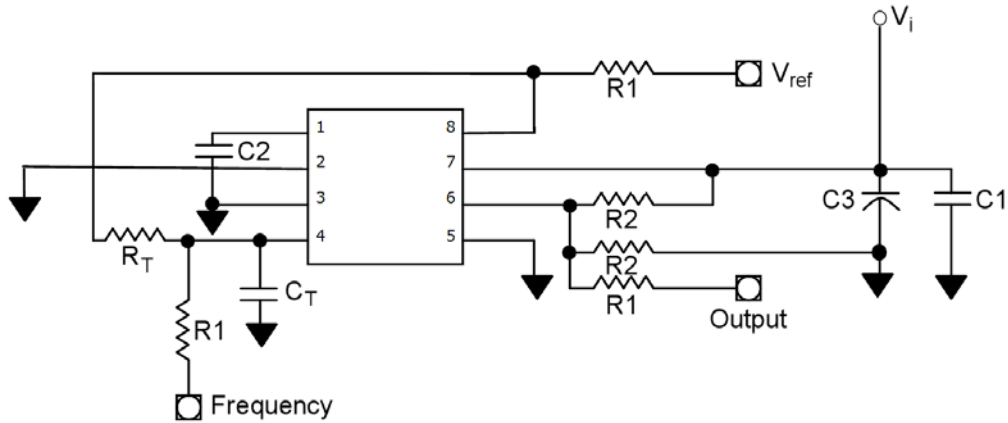 Vi
R1
Vref
1
8
C2
2
7
3
6
R2
C3
C1
4
5
RT
R2
CT
R1
R1
Output
Frequency